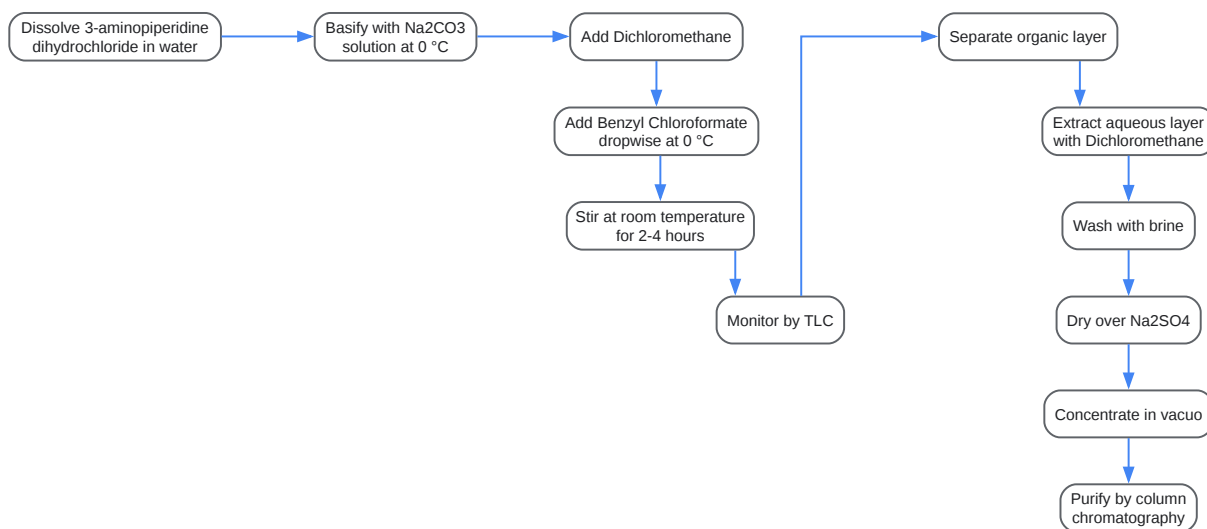 Dissolve 3-aminopiperidine
dihydrochloride in water
Basify with Na2CO3
solution at 0 °C
Add Dichloromethane
Add Benzyl Chloroformate
dropwise at 0 °C
Stir at room temperature
for 2-4 hours
Monitor by TLC
Separate organic layer
Extract aqueous layer
with Dichloromethane
Wash with brine
Dry over Na2SO4
Concentrate in vacuo
Purify by column
chromatography